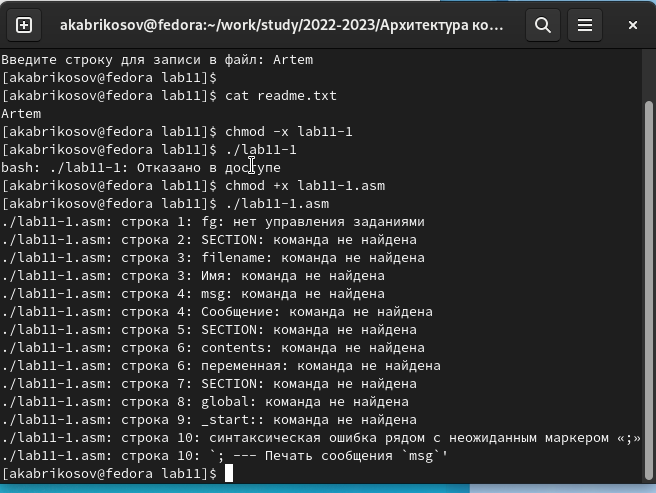 akabrikosov@fedora:~/work/study/2022-2023/Архитектура ко...
Введите строку для записи в файл: Artem
[akabrikosov@fedora lab11]$
[akabrikosov@fedora lab11]$ cat readme.txt
Artem
[akabrikosov@fedora lab11]$ chmod -x lab11-1
[akabrikosov@fedora lab11]$ ./lab11-1
bash: ./lab11-1: Отказано в доступе
[akabrikosov@fedora lab11]$ chmod +x lab11-1.asm
[akabrikosov@fedora lab11]$ ./lab11-1.asm
./lab11-1.asm: строка 1: fg: нет управления заданиями
./lab11-1.asm: строка 2: SECTION: команда не найдена
./lab11-1.asm: строка 3: filename: команда не найдена
./lab11-1.asm: строка 3: Имя: команда не найдена
./lab11-1.asm: строка 4: msg: команда не найдена
./lab11-1.asm: строка 4: Сообщение: команда не найдена
./lab11-1.asm: строка 5: SECTION: команда не найдена
./lab11-1.asm: строка 6: contents: команда не найдена
./lab11-1.asm: строка 6: переменная: команда не найдена
./lab11-1.asm: строка 7: SECTION: команда не найдена
./lab11-1.asm: строка 8: global: команда не найдена
./lab11-1.asm: строка 9: _start:: команда не найдена
./lab11-1.asm: строка 10: синтаксическая ошибка рядом с неожиданным маркером «;»
./lab11-1.asm: строка 10: `; --- Печать сообщения `msg`'
[akabrikosov@fedora lab11]$